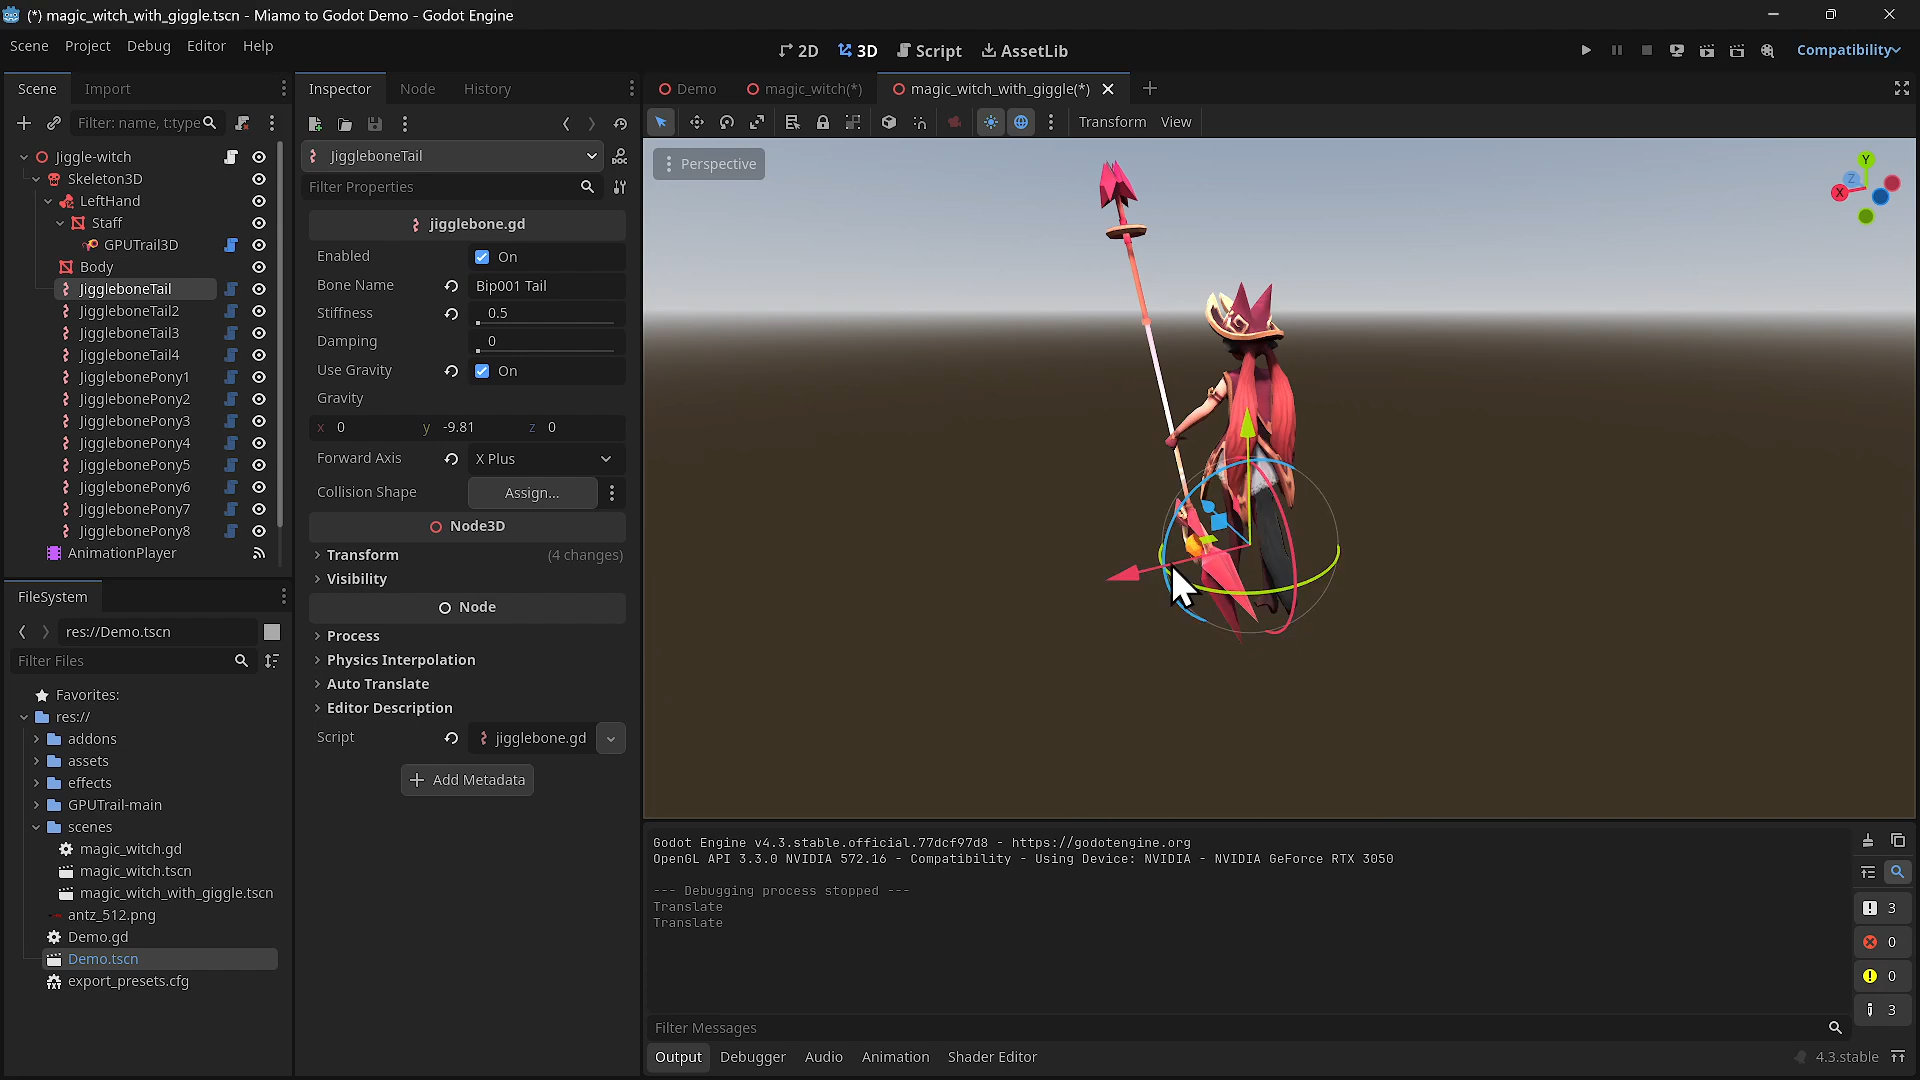 (*) magic_witch_with_giggle.tscn - Miamo to Godot Demo - Godot Engine
Scene Project Debug Editor Help
2D 3D Script AssetLib
Compatibility
Scene Import
Filter: name, t:type
Jiggle-witch
Skeleton3D
LeftHand
Staff
GPUTrail3D
Body
JiggleboneTail
JiggleboneTail2
JiggleboneTail3
JiggleboneTail4
JigglebonePony1
JigglebonePony2
JigglebonePony3
JigglebonePony4
JigglebonePony5
JigglebonePony6
JigglebonePony7
JigglebonePony8
AnimationPlayer
FileSystem
res://Demo.tscn
Filter Files
Favorites:
res://
addons
assets
effects
GPUTrail-main
scenes
magic_witch.gd
magic_witch.tscn
magic_witch_with_giggle.tscn
antz_512.png
Demo.gd
Demo.tscn
export_presets.cfg
Inspector Node History
JiggleboneTail
Filter Properties
jigglebone.gd
Enabled On
Bone Name Bip001 Tail
Stiffness 0.5
Damping 0
Use Gravity On
Gravity
x 0 y -9.81 z 0
Forward Axis X Plus
Collision Shape Assign...
Node3D
Transform (4 changes)
Visibility
Node
Process
Physics Interpolation
Auto Translate
Editor Description
Script jigglebone.gd
Add Metadata
Demo magic_witch(*) magic_witch_with_giggle(*)
Transform View
Perspective
Y
Z
X
Godot Engine v4.3.stable.official.77dcf97d8 - https://godotengine.org
OpenGL API 3.3.0 NVIDIA 572.16 - Compatibility - Using Device: NVIDIA - NVIDIA GeForce RTX 3050
--- Debugging process stopped ---
Translate
Translate
3
0
0
3
Filter Messages
Output Debugger Audio Animation Shader Editor
4.3.stable